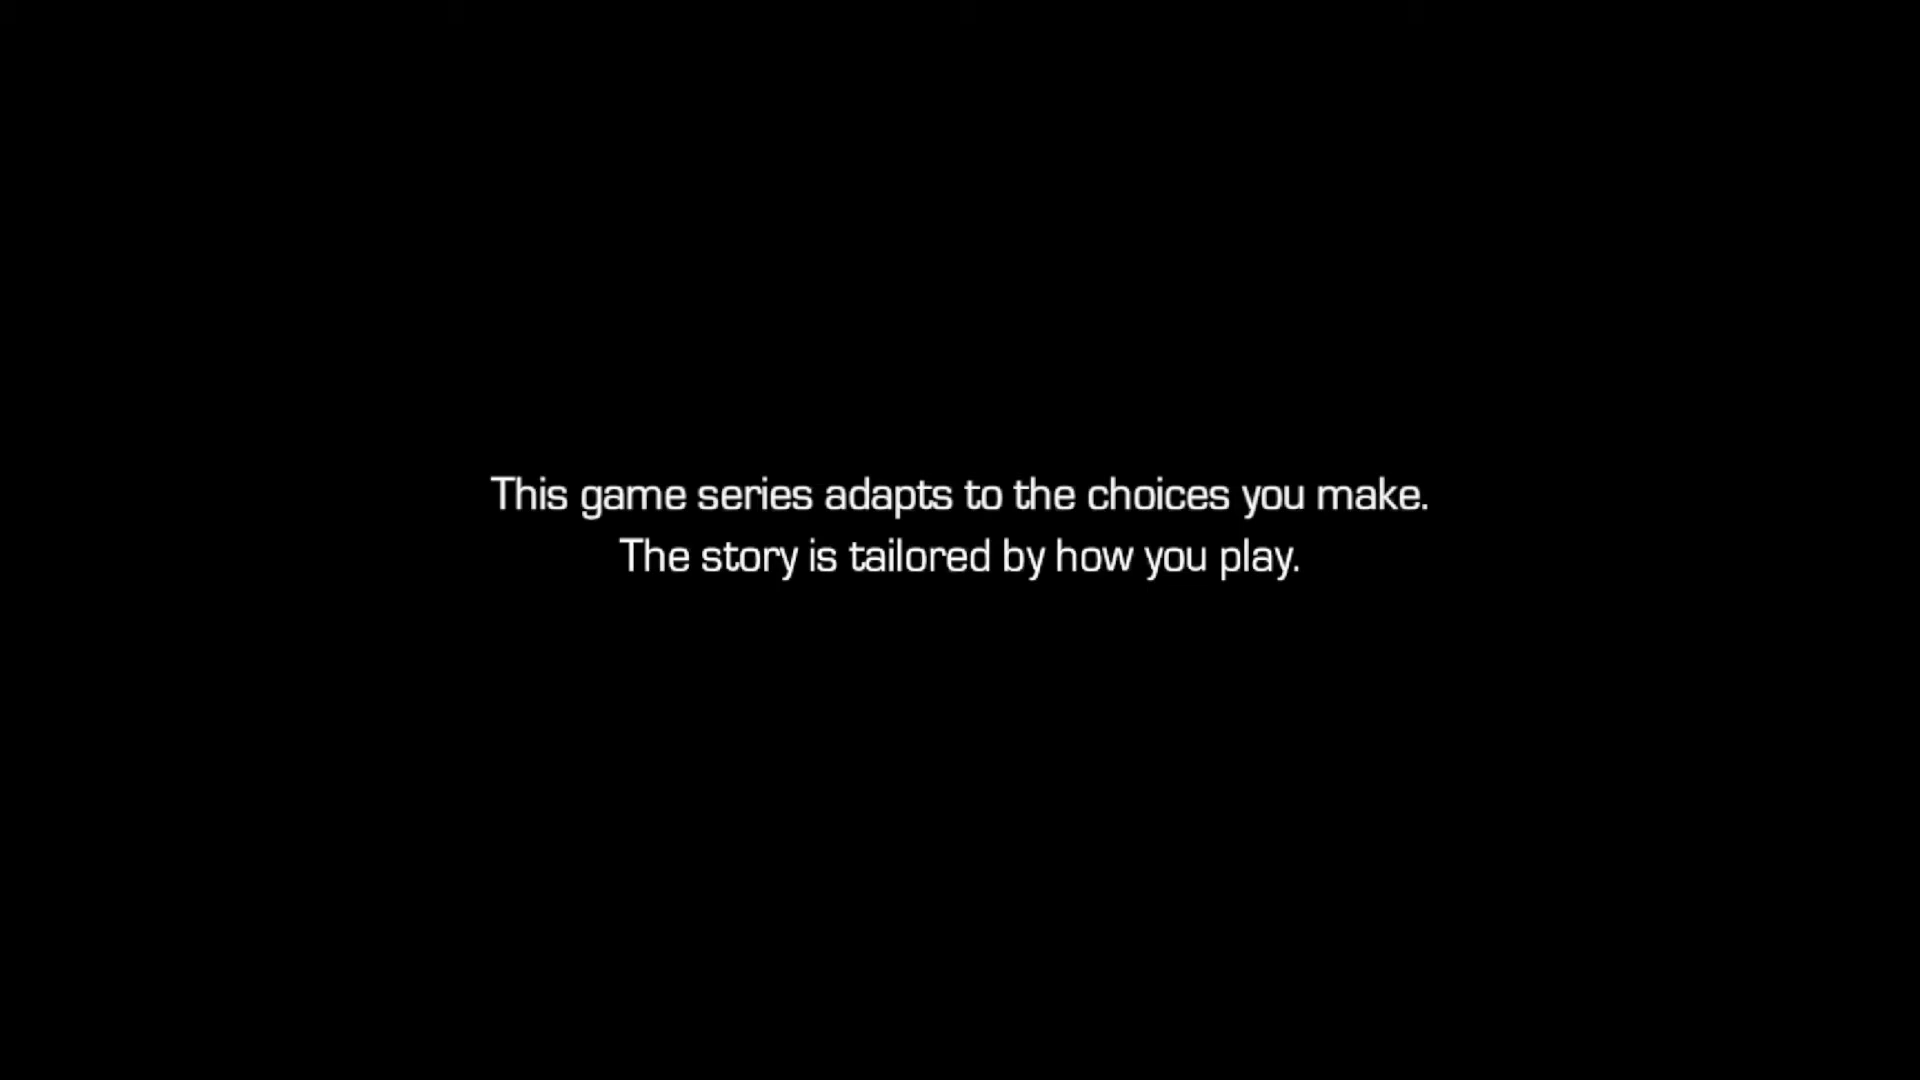 This game series adapts to the choices you make.
The story is tailored by how you play.